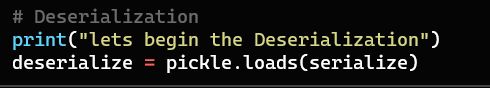 # Deserialization
print("lets begin the Deserialization")
deserialize = pickle.loads(serialize)